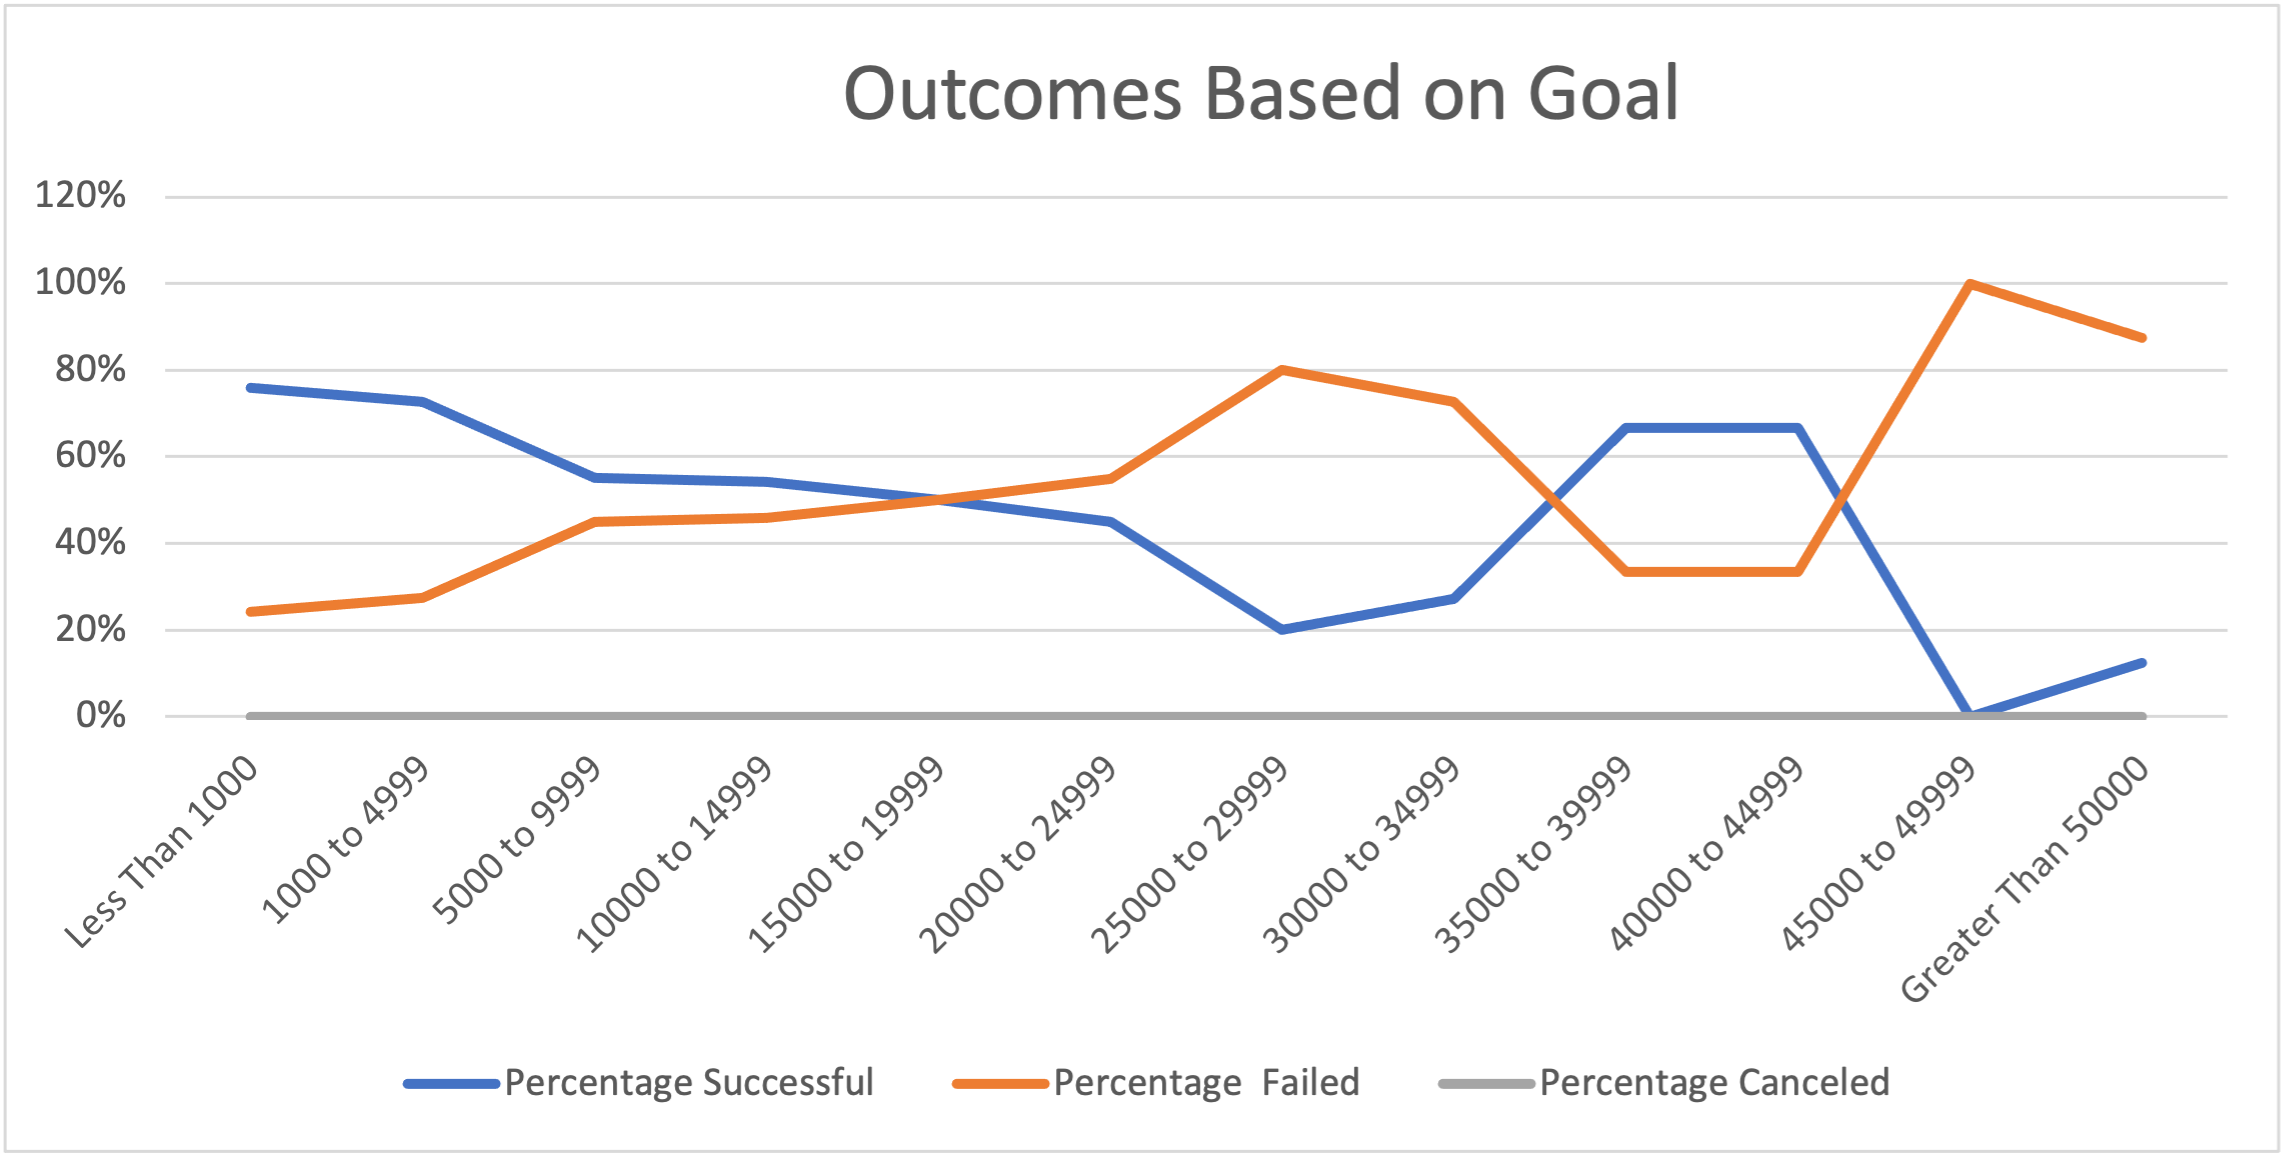 Outcomes Based on Goal
120%
100%
80%
60%
40%
20%
0%
Less Than 1000
1000 to 4999
5000 to 9999
10000 to 14999
15000 to 19999
20000 to 24999
25000 to 29999
30000 to 34999
35000 to 39999
40000 to 44999
45000 to 49999
Greater Than 50000
Percentage Successful
Percentage  Failed
Percentage Canceled